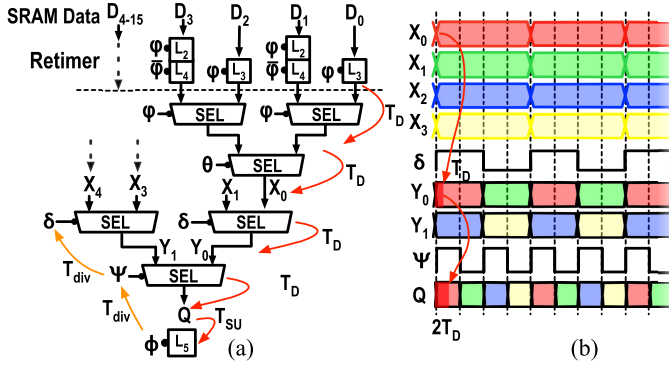 SRAM Data D4-15 D3 D2 D1 D0
Retimer
φ L2 φ L2
φ̅ L4 φ L3 φ̅ L4 φ L3
φ SEL φ SEL TD
θ SEL TD
X4 X3 X1 X0
δ SEL δ SEL TD
Y1 Y0
Tdiv Ψ SEL TD
Tdiv Q TSU
ϕ L5 (a)
X0
X1
X2
X3
δ TD
Y0
Y1
Ψ
Q
2TD (b)